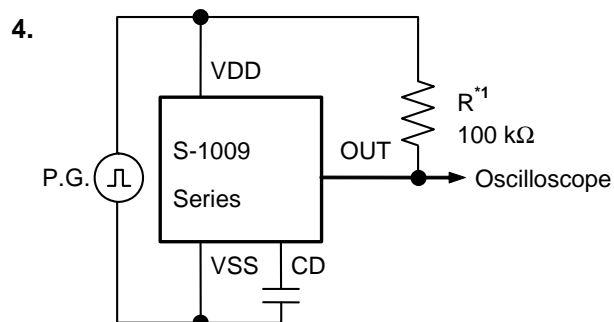 4.
VDD
R*1
100 kΩ
S-1009
Series
OUT
P.G.
Oscilloscope
VSS
CD